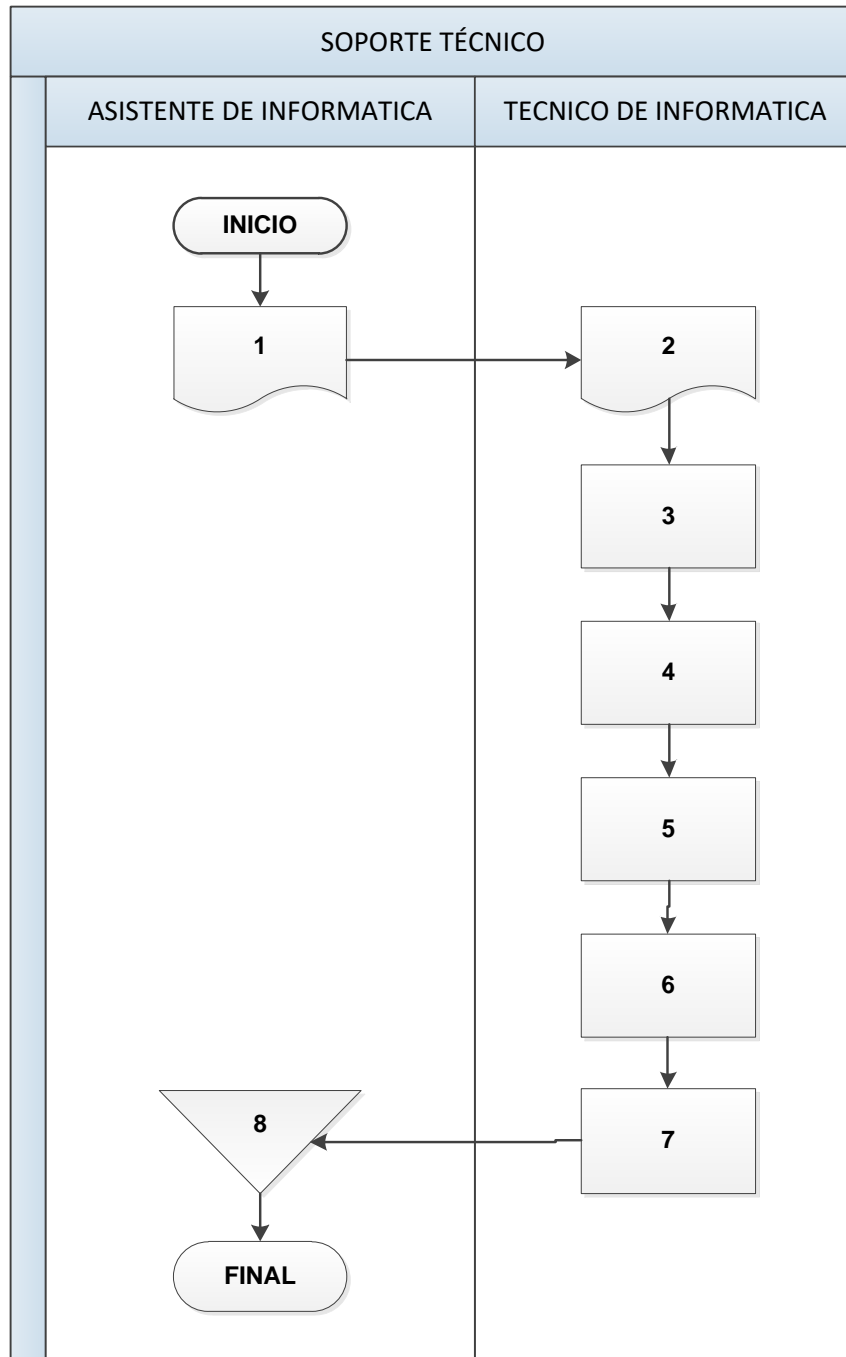 SOPORTE TÉCNICO
ASISTENTE DE INFORMATICA
TECNICO DE INFORMATICA
INICIO
1
2
3
4
5
6
7
8
FINAL